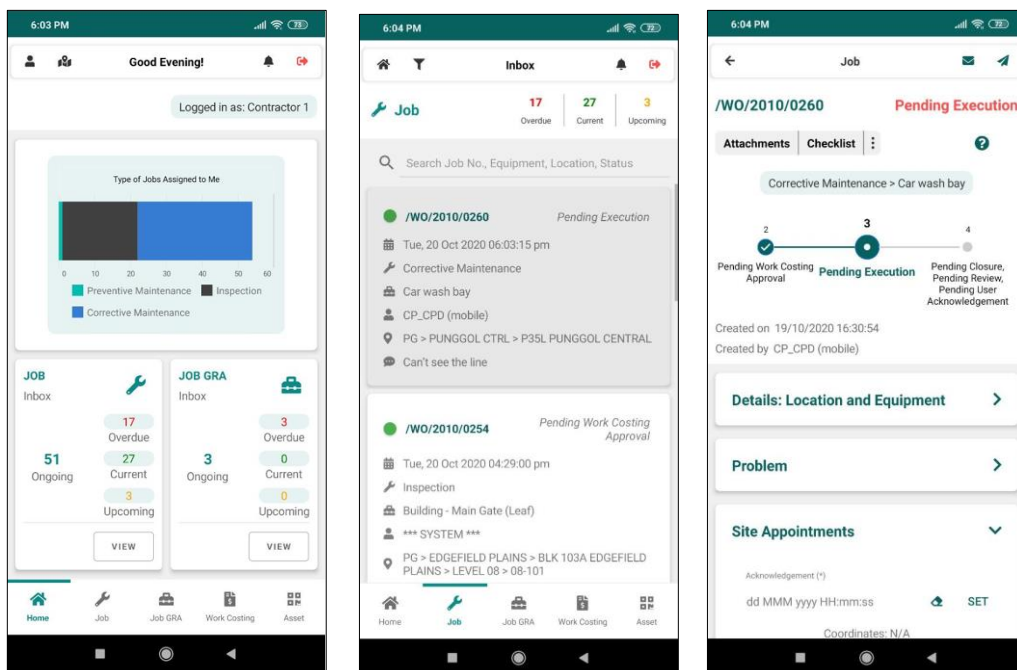 6:03 PM
73
Good Evening!
Logged in as: Contractor 1
Type of Jobs Assigned to Me
0 10 20 30 40 50 60
Preventive Maintenance Inspection
Corrective Maintenance
JOB
Inbox
17
Overdue
51
Ongoing
27
Current
3
Upcoming
VIEW
JOB GRA
Inbox
3
Overdue
3
Ongoing
0
Current
0
Upcoming
VIEW
Home Job Job GRA Work Costing Asset
6:04 PM
72
Inbox
Job
17
Overdue
27
Current
3
Upcoming
Search Job No., Equipment, Location, Status
/WO/2010/0260 Pending Execution
Tue, 20 Oct 2020 06:03:15 pm
Corrective Maintenance
Car wash bay
CP_CPD (mobile)
PG > PUNGGOL CTRL > P35L PUNGGOL CENTRAL
Can't see the line
/WO/2010/0254 Pending Work Costing
Approval
Tue, 20 Oct 2020 04:29:00 pm
Inspection
Building - Main Gate (Leaf)
*** SYSTEM ***
PG > EDGEFIELD PLAINS > BLK 103A EDGEFIELD
PLAINS > LEVEL 08 > 08-101
Home Job Job GRA Work Costing Asset
6:04 PM
72
Job
/WO/2010/0260 Pending Execution
Attachments Checklist
Corrective Maintenance > Car wash bay
2
Pending Work Costing
Approval
3
Pending Execution
4
Pending Closure,
Pending Review,
Pending User
Acknowledgement
Created on 19/10/2020 16:30:54
Created by CP_CPD (mobile)
Details: Location and Equipment
Problem
Site Appointments
Acknowledgement (*)
dd MMM yyyy HH:mm:ss SET
Coordinates: N/A